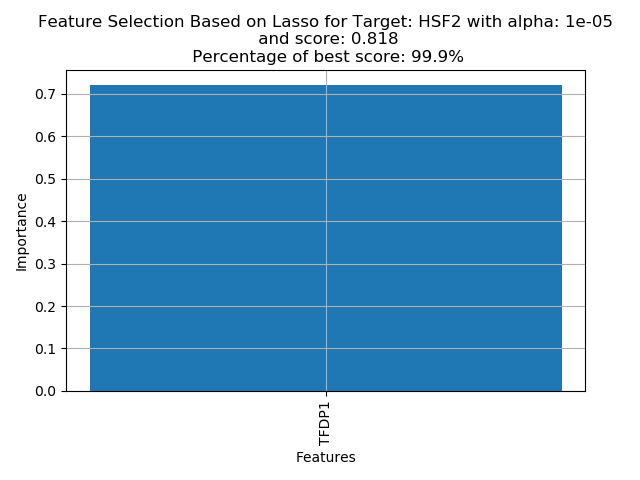 Feature Selection Based on Lasso for Target: HSF2 with alpha: 1e-05
and score: 0.818
Percentage of best score: 99.9%
0.7
0.6
0.5
0.4
0.3
0.2
0.1
0.0
Importance
TFDP1
Features